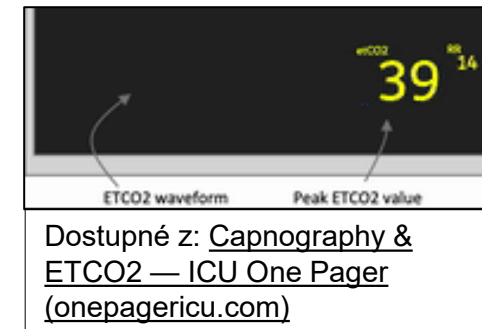 etCO2
RR
39
14
ETCO2 waveform
Peak ETCO2 value
Dostupné z: Capnography &
ETCO2 — ICU One Pager
(onepagericu.com)